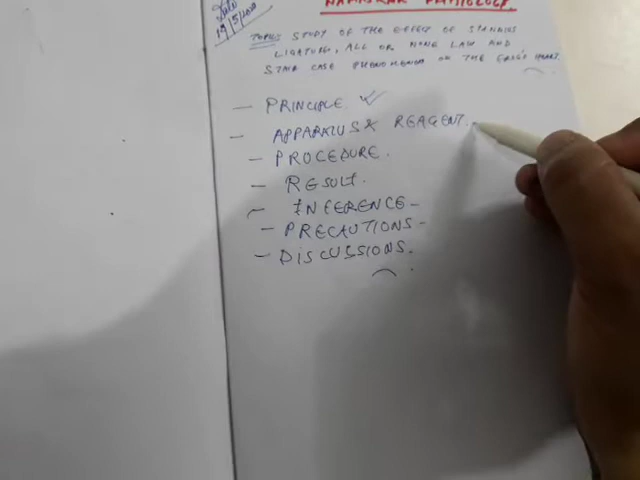 Date
19/5/2020
PHYSIOLOGY.
TOPIC: STUDY OF THE EFFECT OF STANNIUS
LIGATURE, ALL OR NONE LAW AND
STAIR CASE PHENOMENON ON THE FROG'S HEART.
— PRINCIPLE. ✓
— APPARATUS & REAGENT.
— PROCEDURE.
— RESULT.
— INFERENCE –
— PRECAUTIONS –
— DISCUSSIONS.